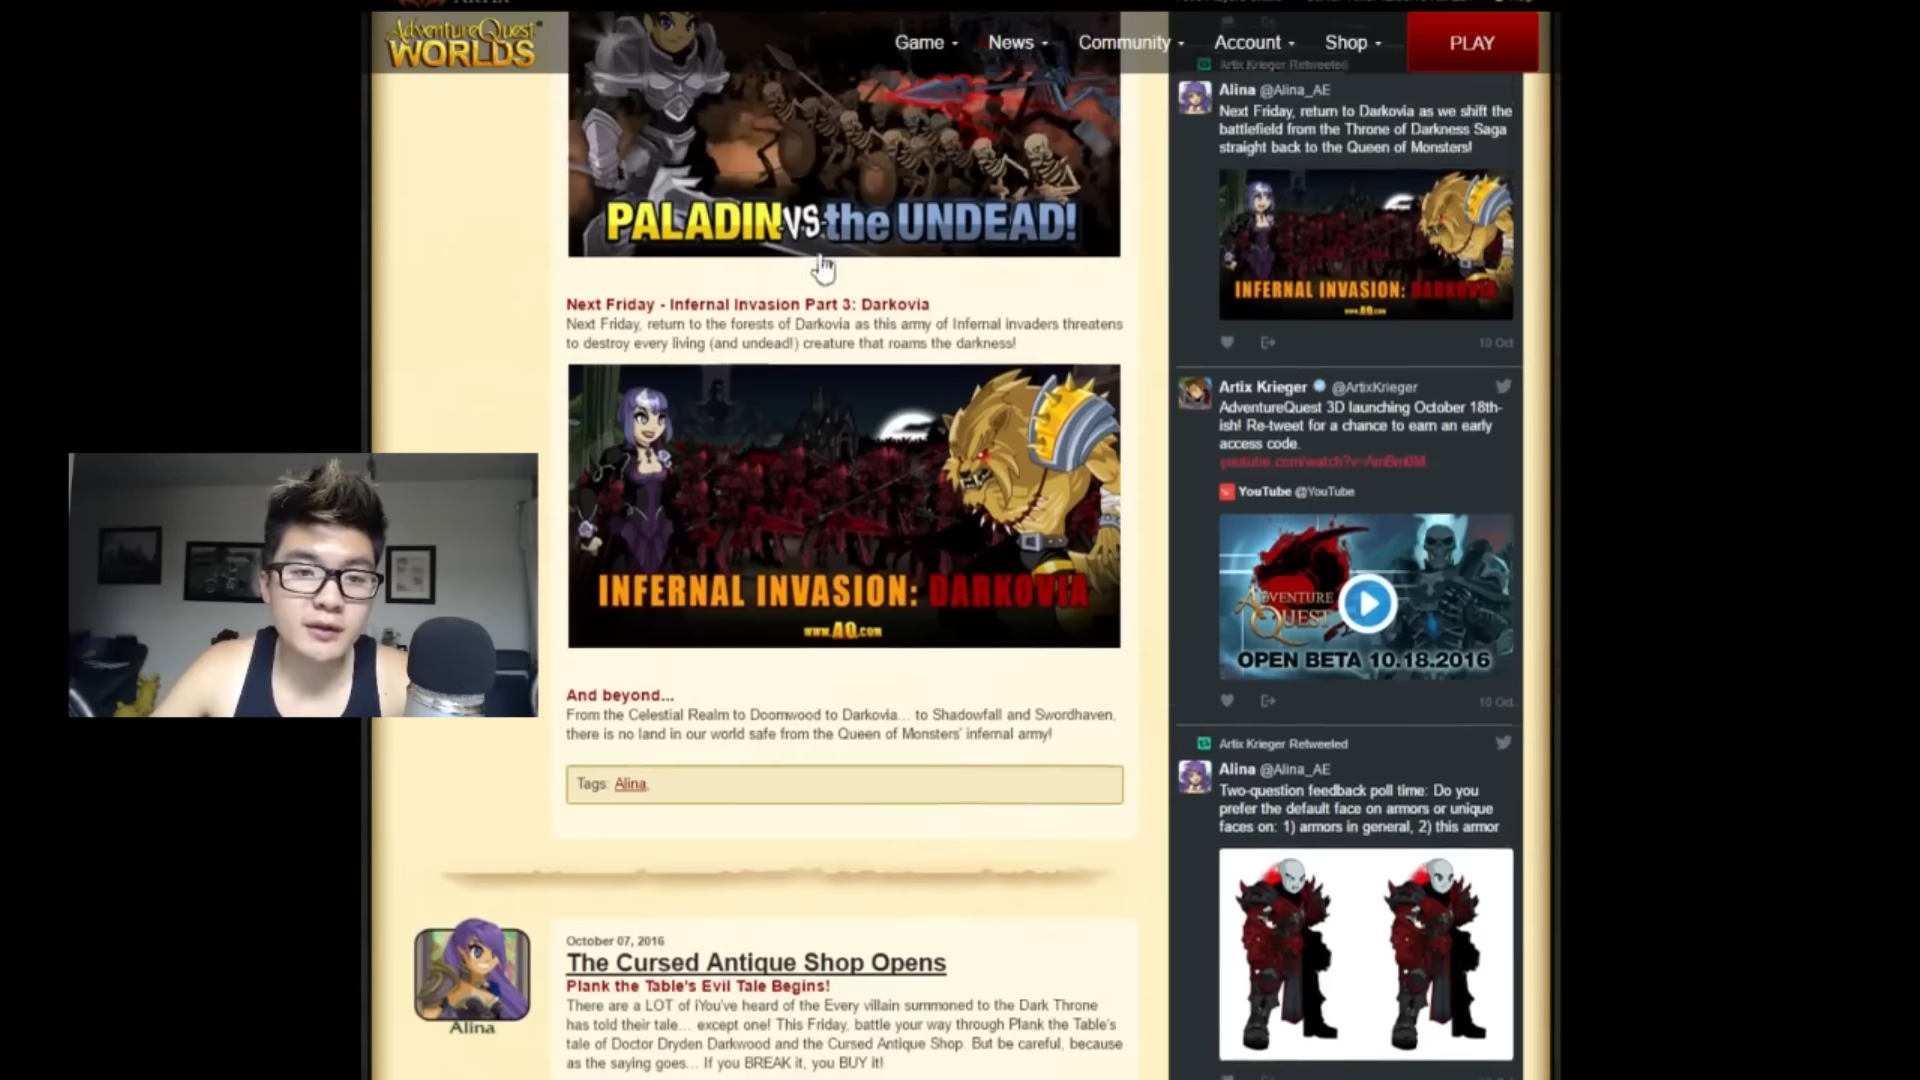 AdventureQuest
WORLDS
Game
News
Community
Account
Shop
PLAY
PALADIN VS the UNDEAD!
Next Friday - Infernal Invasion Part 3: Darkovia
Next Friday, return to the forests of Darkovia as this army of Infernal invaders threatens
to destroy every living (and undead!) creature that roams the darkness!
INFERNAL INVASION: DARKOVIA
www.AQ.com
And beyond...
From the Celestial Realm to Doomwood to Darkovia... to Shadowfall and Swordhaven,
there is no land in our world safe from the Queen of Monsters' infernal army!
Tags: Alina,
Alina
October 07, 2016
The Cursed Antique Shop Opens
Plank the Table's Evil Tale Begins!
There are a LOT of iYou've heard of the Every villain summoned to the Dark Throne
has told their tale... except one! This Friday, battle your way through Plank the Table's
tale of Doctor Dryden Darkwood and the Cursed Antique Shop. But be careful, because
as the saying goes... If you BREAK it, you BUY it!
Artix Krieger Retweeted
Alina @Alina_AE
Next Friday, return to Darkovia as we shift the
battlefield from the Throne of Darkness Saga
straight back to the Queen of Monsters!
INFERNAL INVASION: DARKOVIA
www.AQ.com
10 Oct
Artix Krieger @ArtixKrieger
AdventureQuest 3D launching October 18th-
ish! Re-tweet for a chance to earn an early
access code.
YouTube @YouTube
ADVENTURE
QUEST
OPEN BETA 10.18.2016
10 Oct
Artix Krieger Retweeted
Alina @Alina_AE
Two-question feedback poll time: Do you
prefer the default face on armors or unique
faces on: 1) armors in general, 2) this armor